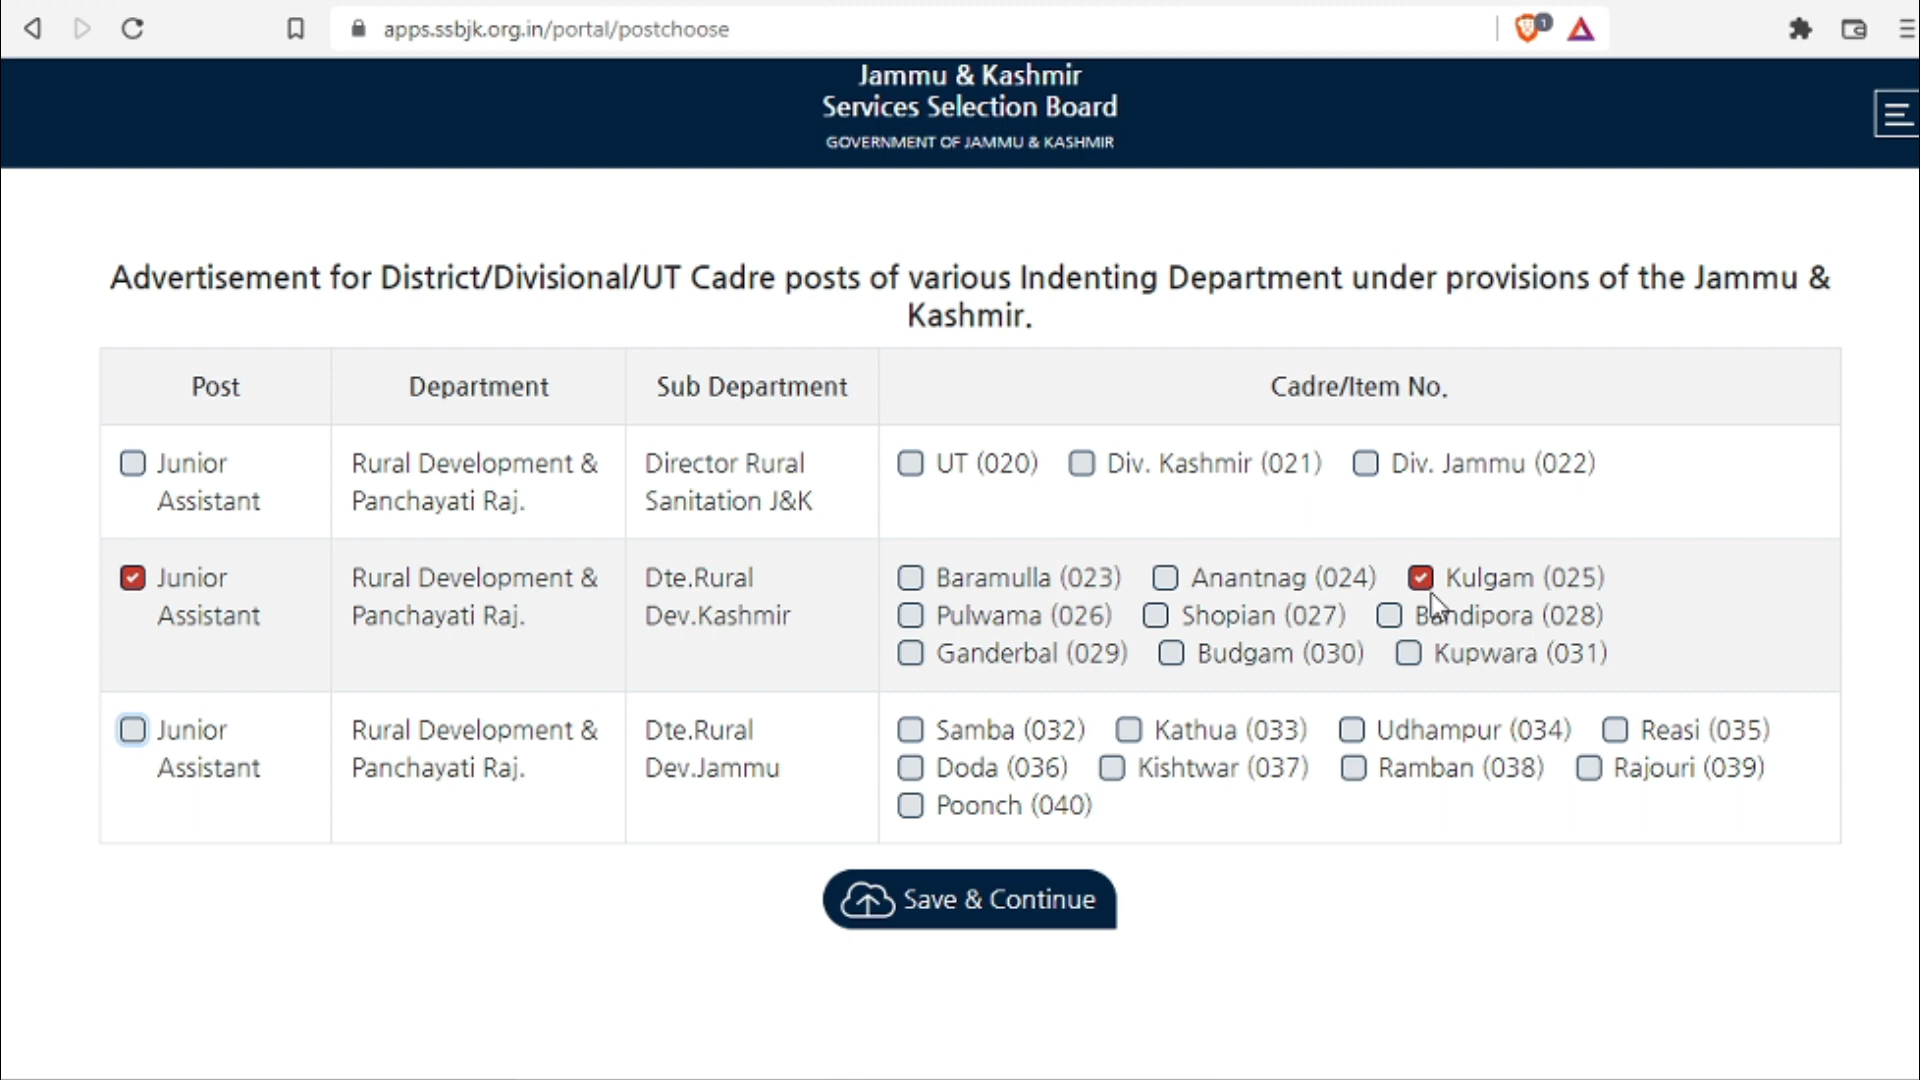 apps.ssbjk.org.in/portal/postchoose
1
Jammu & Kashmir
Services Selection Board
GOVERNMENT OF JAMMU & KASHMIR
Advertisement for District/Divisional/UT Cadre posts of various Indenting Department under provisions of the Jammu &
Kashmir.
Post Department Sub Department Cadre/Item No.
Junior Rural Development & Director Rural UT (020) Div. Kashmir (021) Div. Jammu (022)
Assistant Panchayati Raj. Sanitation J&K
Junior Rural Development & Dte.Rural Baramulla (023) Anantnag (024) Kulgam (025)
Assistant Panchayati Raj. Dev.Kashmir Pulwama (026) Shopian (027) Bandipora (028)
Ganderbal (029) Budgam (030) Kupwara (031)
Junior Rural Development & Dte.Rural Samba (032) Kathua (033) Udhampur (034) Reasi (035)
Assistant Panchayati Raj. Dev.Jammu Doda (036) Kishtwar (037) Ramban (038) Rajouri (039)
Poonch (040)
Save & Continue